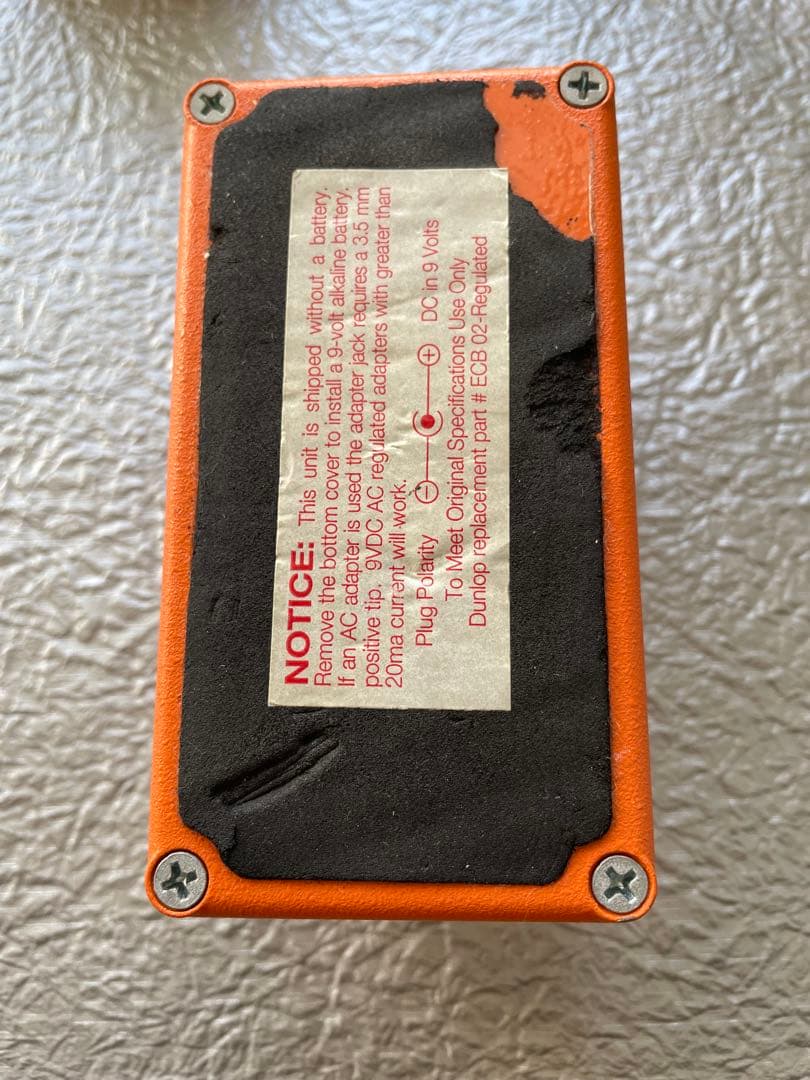 NOTICE: This unit is shipped without a battery.
Remove the bottom cover to install a 9-volt alkaline battery.
If an AC adapter is used the adapter jack requires a 3.5 mm
positive tip. 9VDC AC regulated adapters with greater than
20ma current will work.
Plug Polarity - + DC in 9 Volts
To Meet Original Specifications Use Only
Dunlop replacement part # ECB 02-Regulated